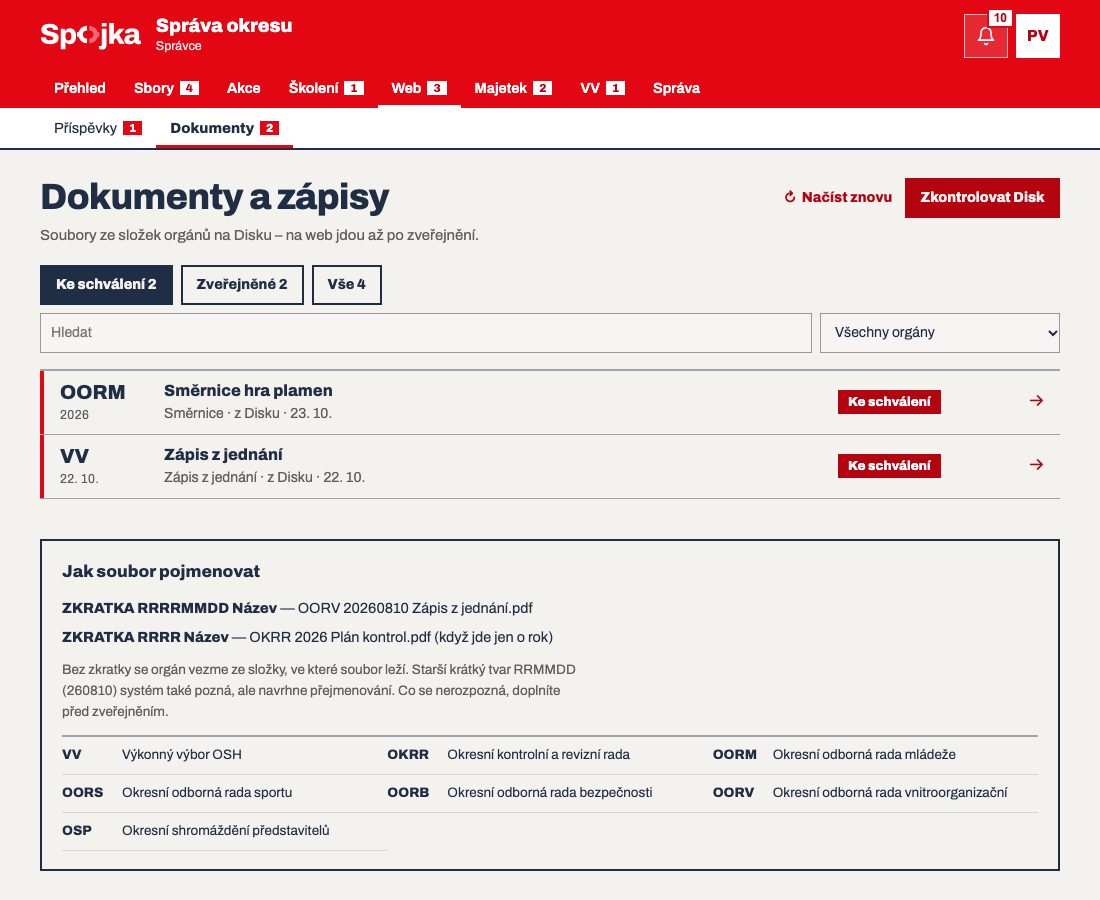 Spojka
Správa okresu
Správce
10
PV
Přehled
Sbory 4
Akce
Školení 1
Web 3
Majetek 2
VV 1
Správa
Příspěvky 1
Dokumenty 2
Dokumenty a zápisy
Soubory ze složek orgánů na Disku – na web jdou až po zveřejnění.
↻ Načíst znovu
Zkontrolovat Disk
Ke schválení 2
Zveřejněné 2
Vše 4
Hledat
Všechny orgány
OORM
2026
Směrnice hra plamen
Směrnice · z Disku · 23. 10.
Ke schválení
→
VV
22. 10.
Zápis z jednání
Zápis z jednání · z Disku · 22. 10.
Ke schválení
→
Jak soubor pojmenovat
ZKRATKA RRRRMMDD Název — OORV 20260810 Zápis z jednání.pdf
ZKRATKA RRRR Název — OKRR 2026 Plán kontrol.pdf (když jde jen o rok)
Bez zkratky se orgán vezme ze složky, ve které soubor leží. Starší krátký tvar RRMMDD
(260810) systém také pozná, ale navrhne přejmenování. Co se nerozpozná, doplníte
před zveřejněním.
VV Výkonný výbor OSH
OKRR Okresní kontrolní a revizní rada
OORM Okresní odborná rada mládeže
OORS Okresní odborná rada sportu
OORB Okresní odborná rada bezpečnosti
OORV Okresní odborná rada vnitroorganizační
OSP Okresní shromáždění představitelů